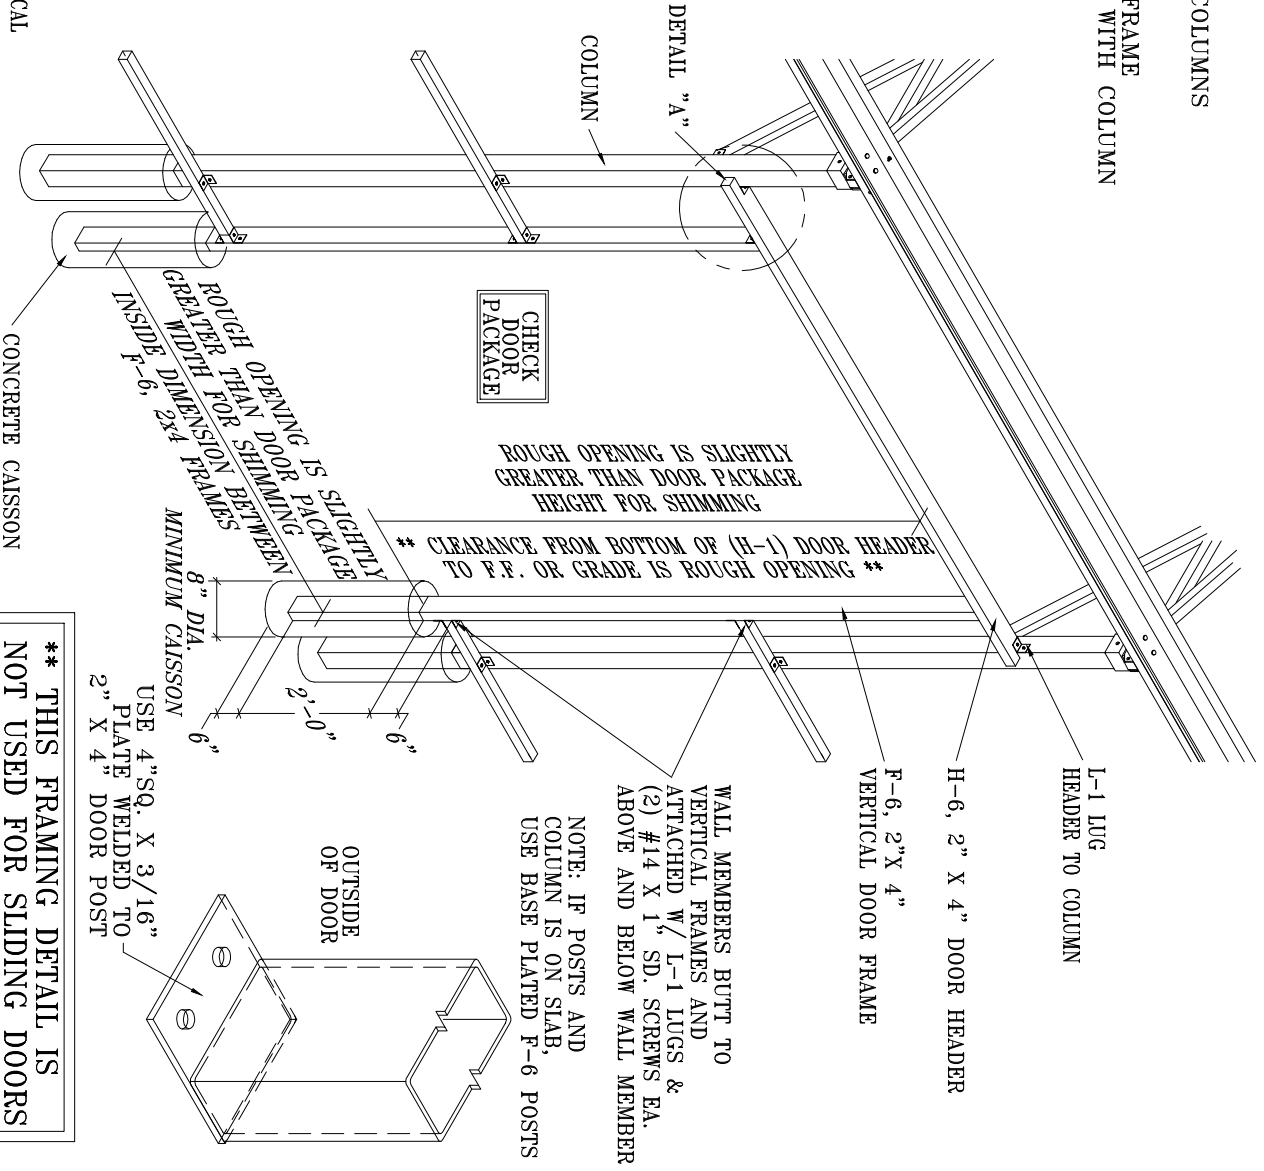 COLUMNS
FRAME
WITH COLUMN
DETAIL "A"
COLUMN
L-1 LUG
HEADER TO COLUMN
H-6, 2" X 4" DOOR HEADER
F-6, 2"X 4"
VERTICAL DOOR FRAME
CHECK
DOOR
PACKAGE
ROUGH OPENING IS SLIGHTLY
GREATER THAN DOOR PACKAGE
HEIGHT FOR SHIMMING
** CLEARANCE FROM BOTTOM OF (H-1) DOOR HEADER
TO F.F. OR GRADE IS ROUGH OPENING **
WALL MEMBERS BUTT TO
VERTICAL FRAMES AND
ATTACHED W/ L-1 LUGS &
(2) #14 X 1" SD. SCREWS EA.
ABOVE AND BELOW WALL MEMBER
NOTE: IF POSTS AND
COLUMN IS ON SLAB,
USE BASE PLATED F-6 POSTS
ROUGH OPENING IS SLIGHTLY
GREATER THAN DOOR PACKAGE
WIDTH FOR SHIMMING
INSIDE DIMENSION BETWEEN
F-6, 2x4 FRAMES
8" DIA.
MINIMUM CAISSON
6"
2'-0"
6"
OUTSIDE
OF DOOR
USE 4"SQ. X 3/16"
PLATE WELDED TO
2" X 4" DOOR POST
CAL
CONCRETE CAISSON
** THIS FRAMING DETAIL IS
NOT USED FOR SLIDING DOORS